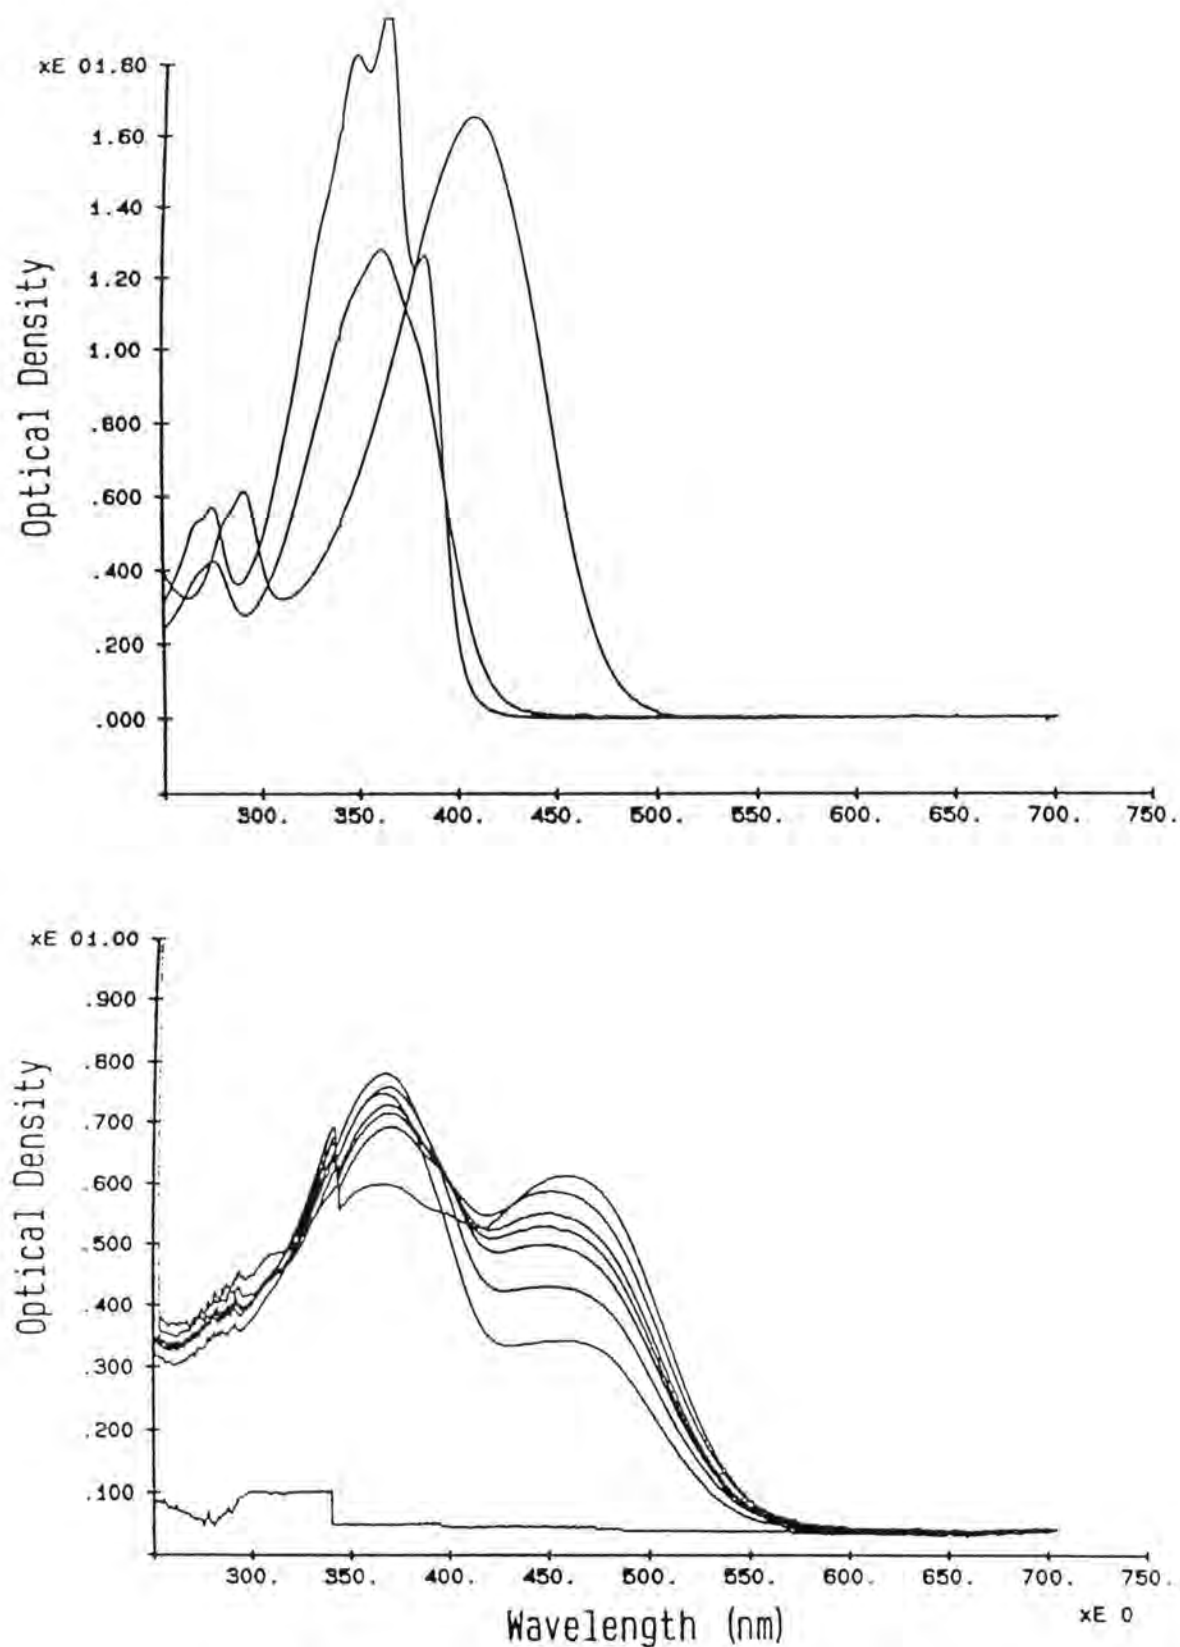 xE 01.80
1.60
1.40
1.20
1.00
.800
.600
.400
.200
.000
Optical Density
300. 350. 400. 450. 500. 550. 600. 650. 700. 750.
xE 01.00
.900
.800
.700
.600
.500
.400
.300
.200
.100
Optical Density
300. 350. 400. 450. 500. 550. 600. 650. 700. 750.
Wavelength (nm)
xE 0